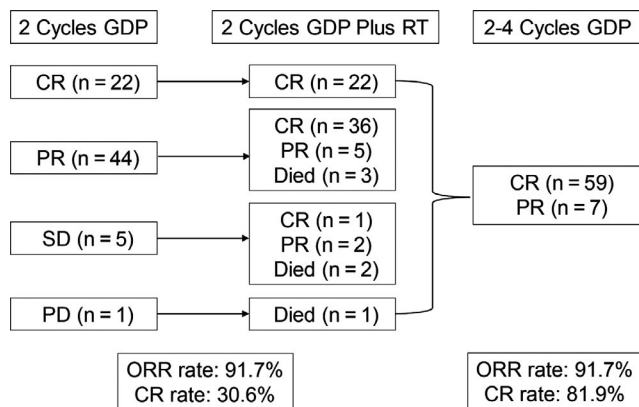 2 Cycles GDP
2 Cycles GDP Plus RT
2-4 Cycles GDP
CR (n = 22)
CR (n = 22)
PR (n = 44)
CR (n = 36)
PR (n = 5)
Died (n = 3)
SD (n = 5)
CR (n = 1)
PR (n = 2)
Died (n = 2)
PD (n = 1)
Died (n = 1)
CR (n = 59)
PR (n = 7)
ORR rate: 91.7%
CR rate: 30.6%
ORR rate: 91.7%
CR rate: 81.9%